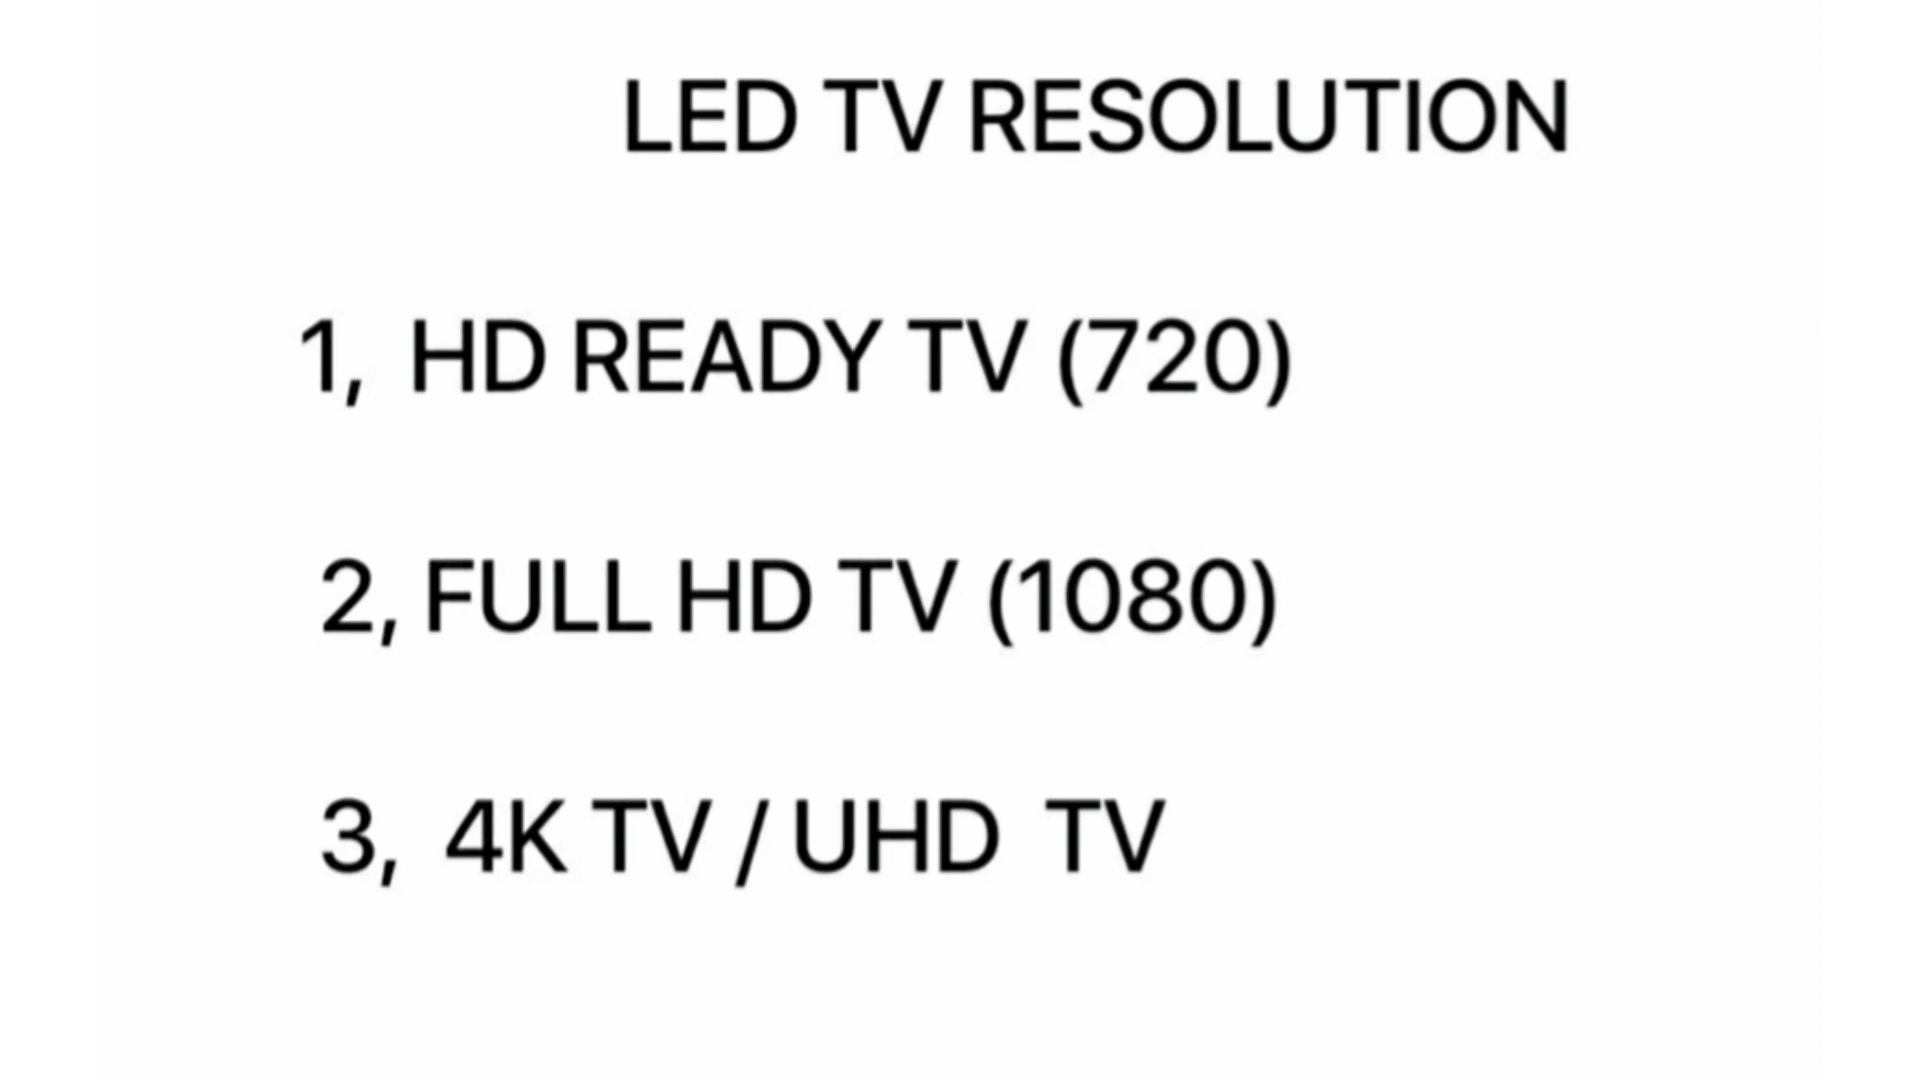 LED TV RESOLUTION
1, HD READY TV (720)
2, FULL HD TV (1080)
3, 4K TV / UHD TV